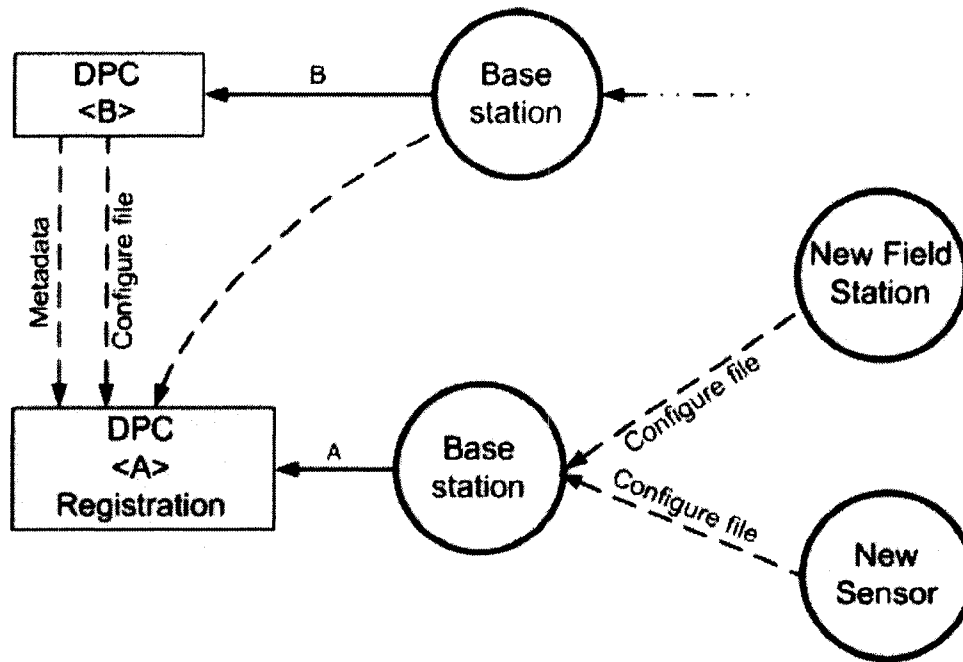 DPC
<B>
B
Base
station
New Field
Station
Metadata
Configure file
Configure file
DPC
<A>
Registration
A
Base
station
Configure file
New
Sensor